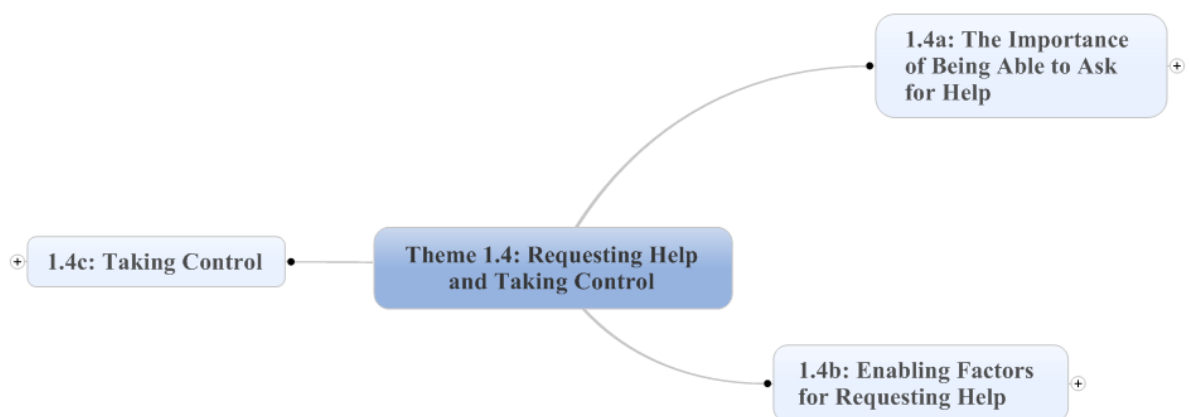 1.4a: The Importance
of Being Able to Ask
for Help
1.4c: Taking Control
Theme 1.4: Requesting Help
and Taking Control
1.4b: Enabling Factors
for Requesting Help